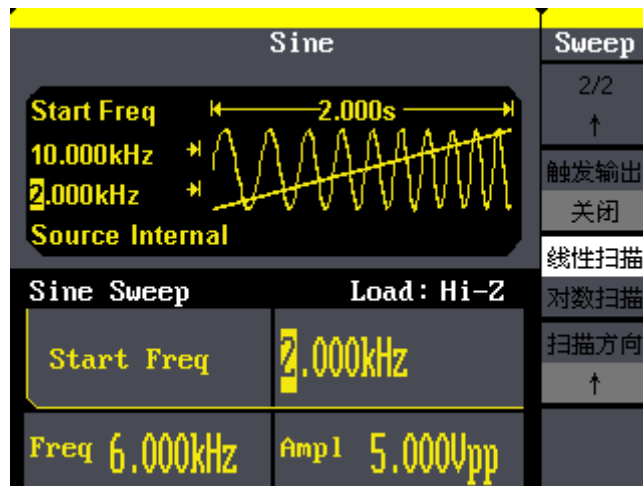 Sine
Sweep
2/2
↑
Start Freq
2.000s
10.000kHz
2.000kHz
Source Internal
触发输出
关闭
线性扫描
对数扫描
扫描方向
↑
Sine Sweep
Load: Hi-Z
Start Freq
2.000kHz
Freq 6.000kHz
Ampl 5.000Vpp